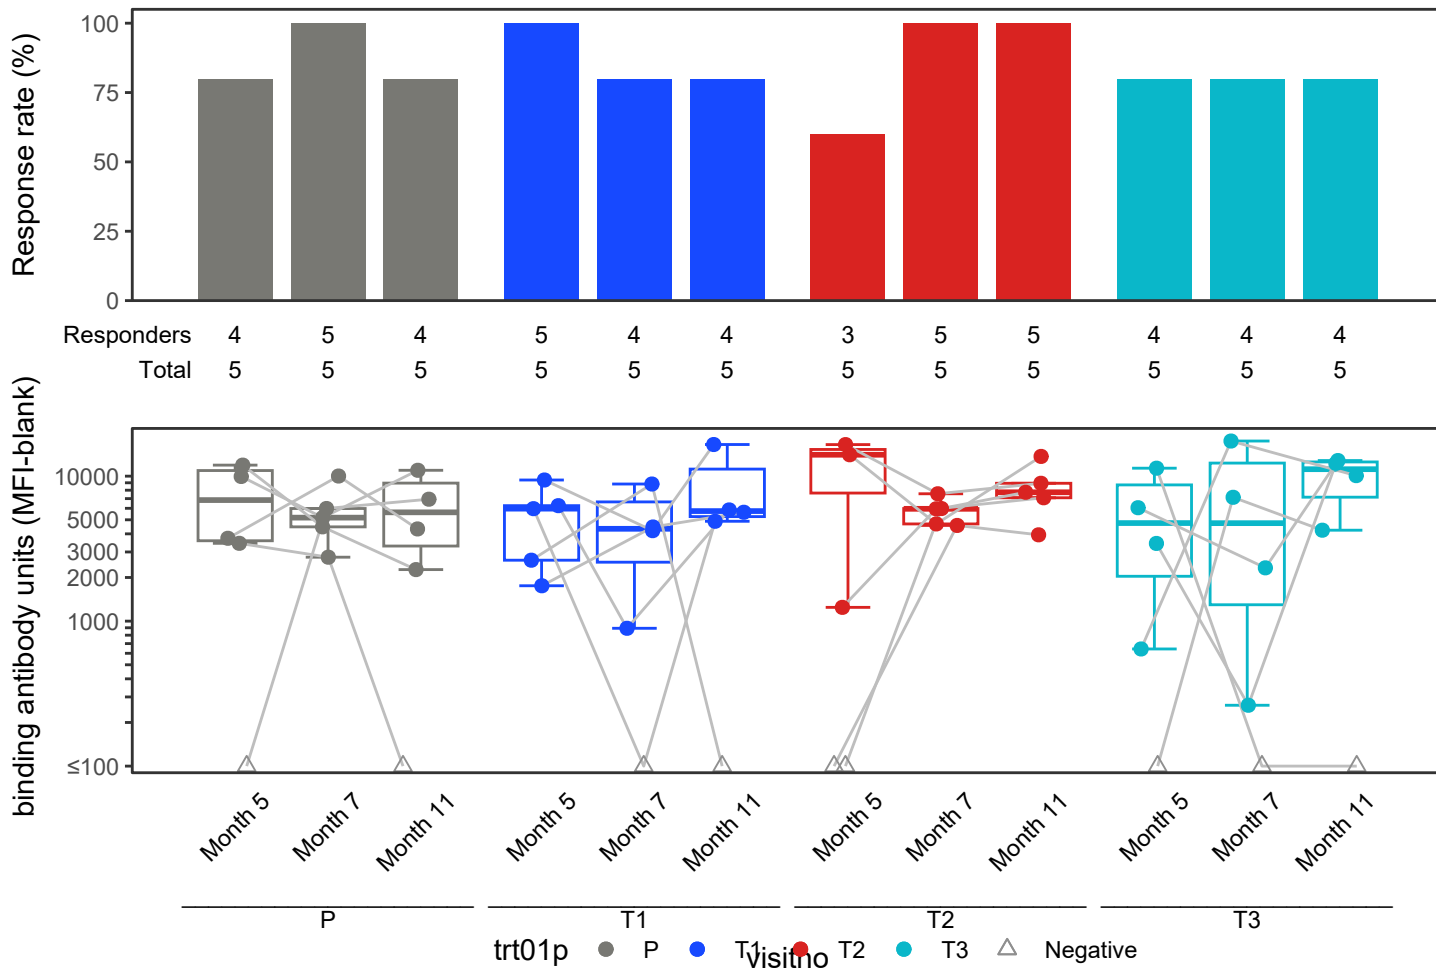 Response rate (%)
100
75
50
25
0
Responders 4 5 4 5 4 4 3 5 5 4 4 4
Total 5 5 5 5 5 5 5 5 5 5 5 5
binding antibody units (MFI-blank)
10000
5000
3000
2000
1000
≤100
Month 5 Month 7 Month 11 Month 5 Month 7 Month 11 Month 5 Month 7 Month 11 Month 5 Month 7 Month 11
P T1 T2 T3
trt01p P T1 T2 T3 Negative
visitno